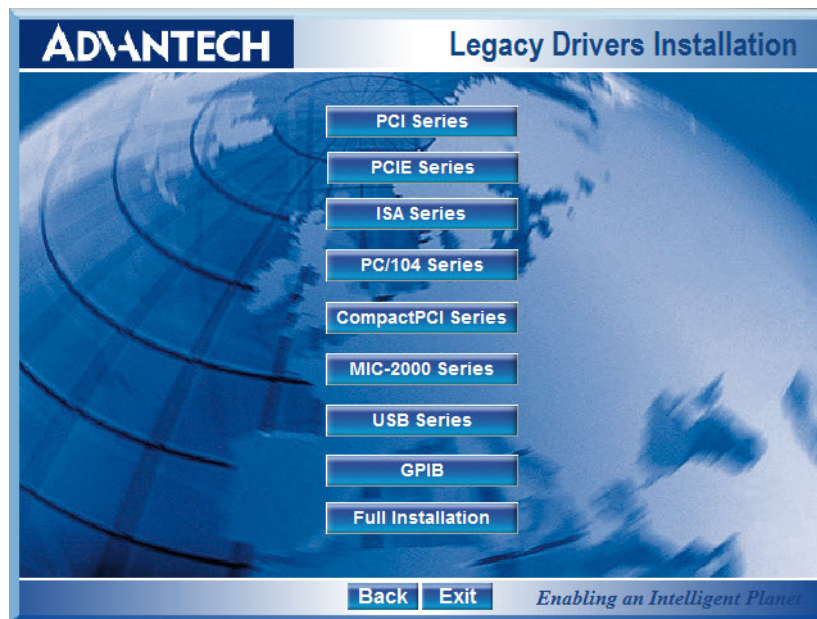 ADVANTECH
Legacy Drivers Installation
PCI Series
PCIE Series
ISA Series
PC/104 Series
CompactPCI Series
MIC-2000 Series
USB Series
GPIB
Full Installation
Back Exit
Enabling an Intelligent Planet